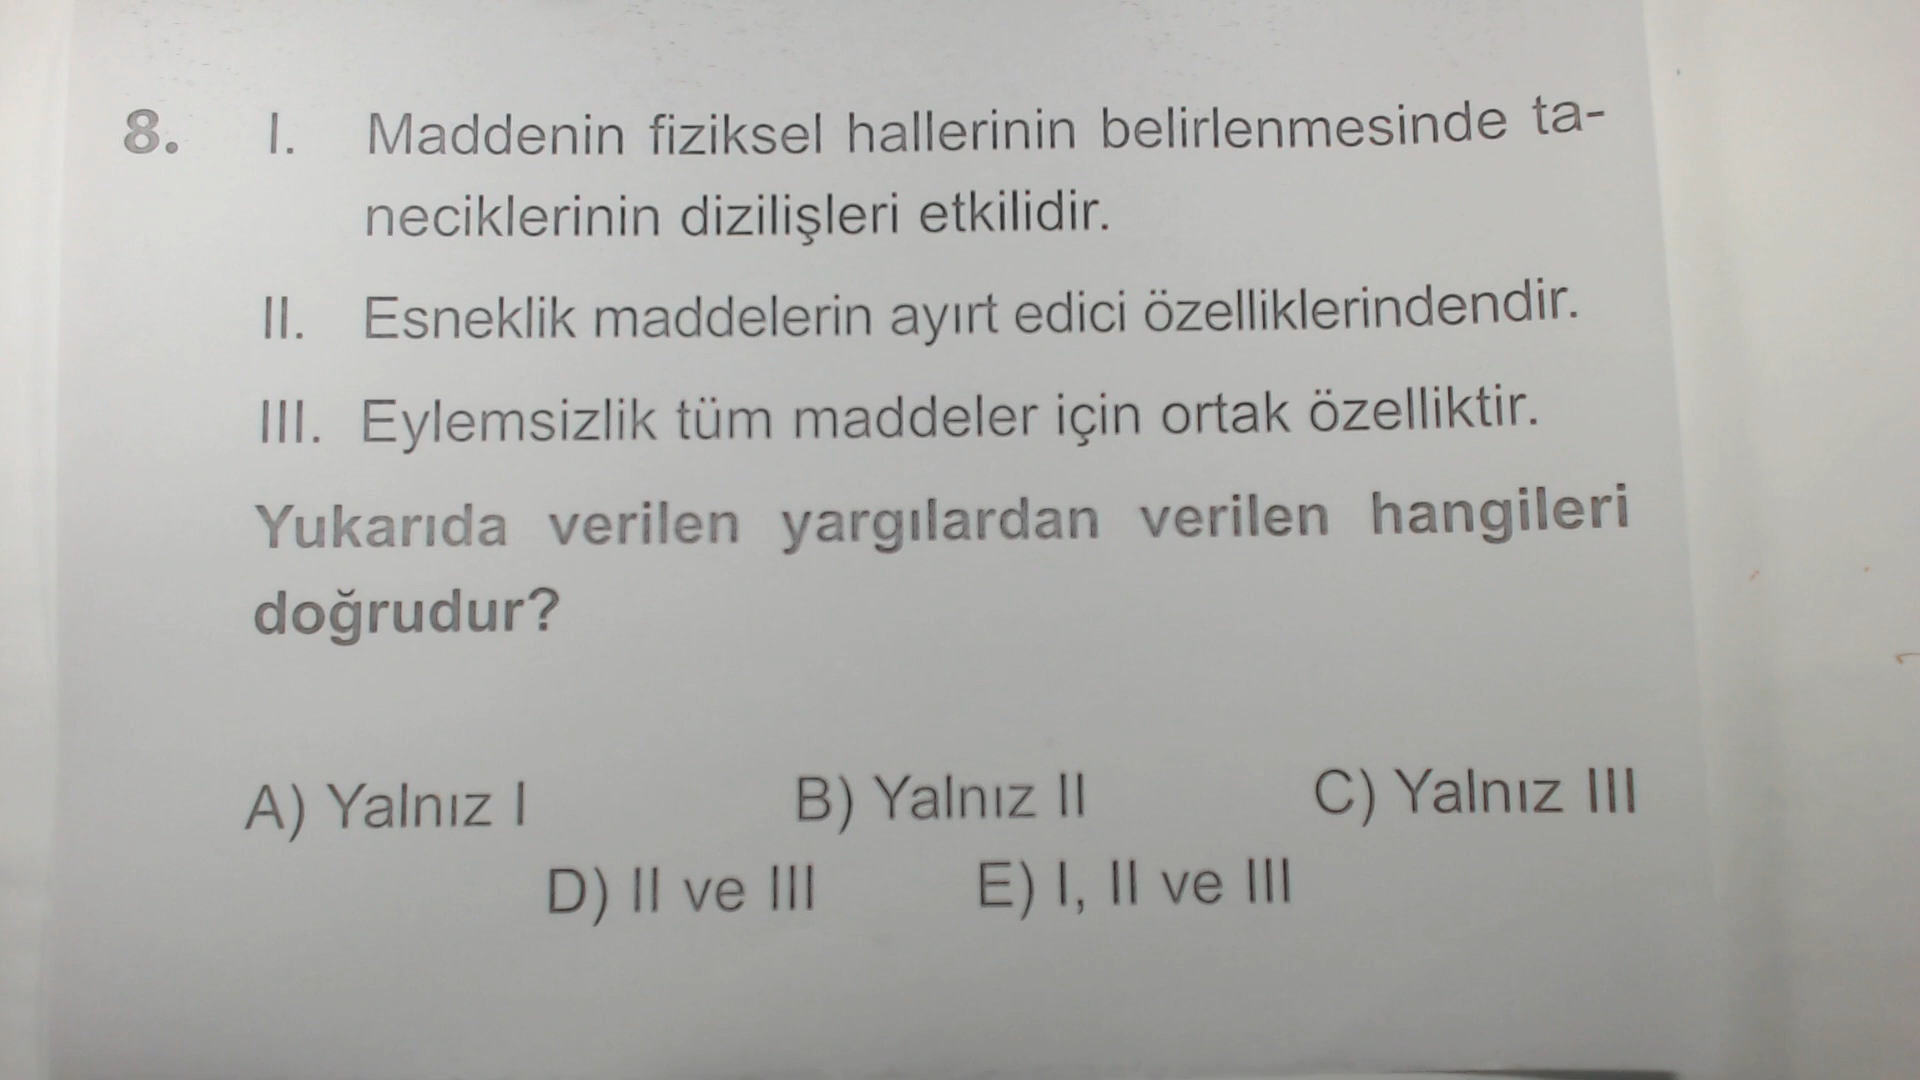 8. I. Maddenin fiziksel hallerinin belirlenmesinde ta-
neciklerinin dizilişleri etkilidir.
II. Esneklik maddelerin ayırt edici özelliklerindendir.
III. Eylemsizlik tüm maddeler için ortak özelliktir.
Yukarıda verilen yargılardan verilen hangileri
doğrudur?
A) Yalnız I B) Yalnız II C) Yalnız III
D) II ve III E) I, II ve III